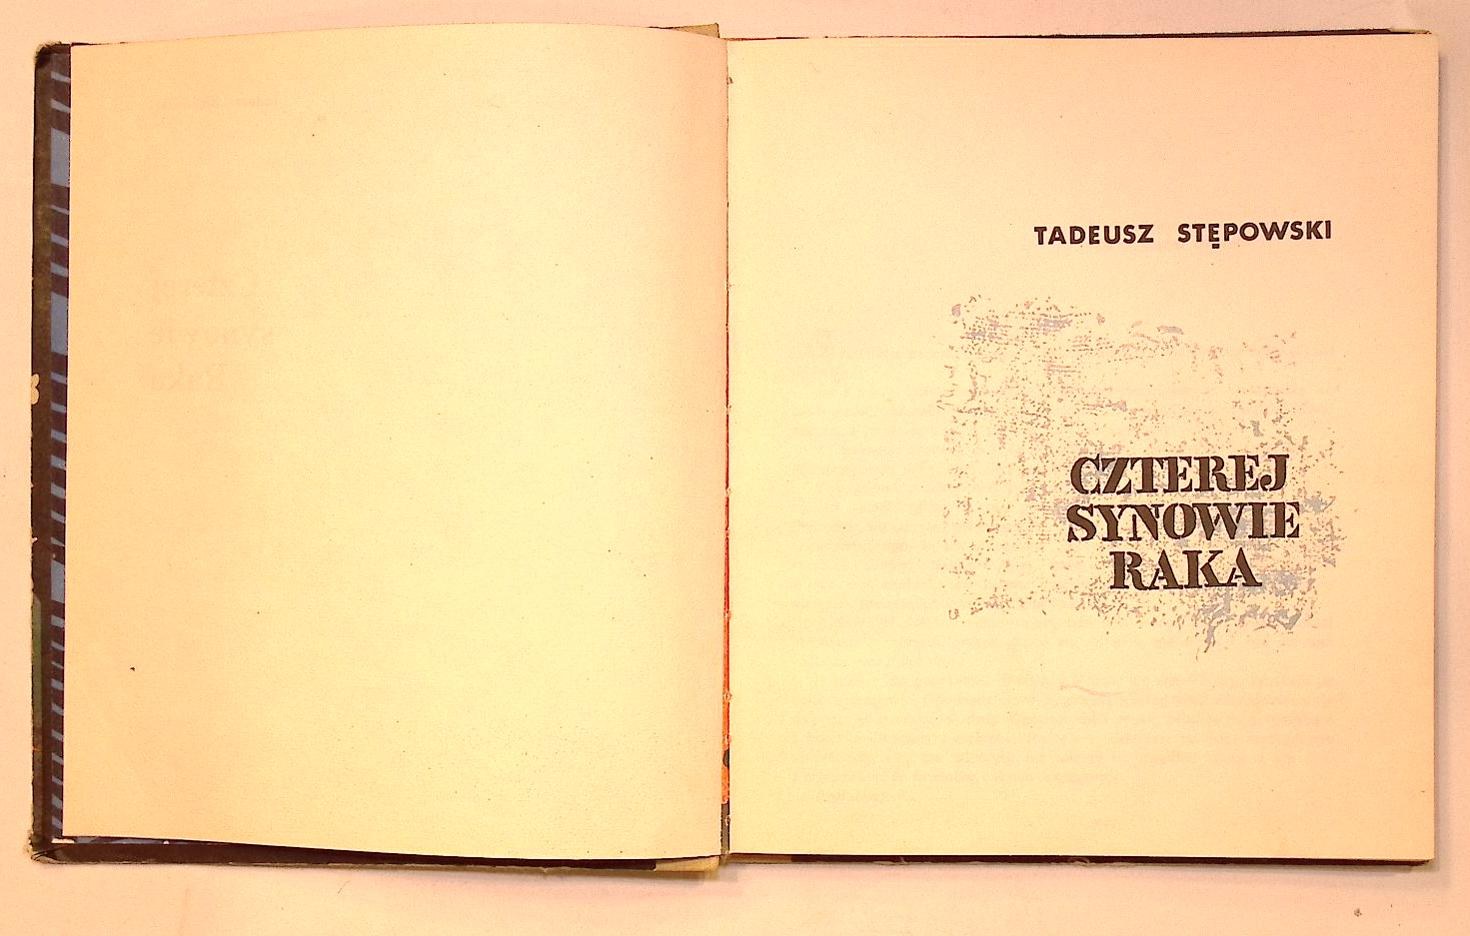 TADEUSZ STĘPOWSKI
CZTEREJ
SYNOWIE
RAKA